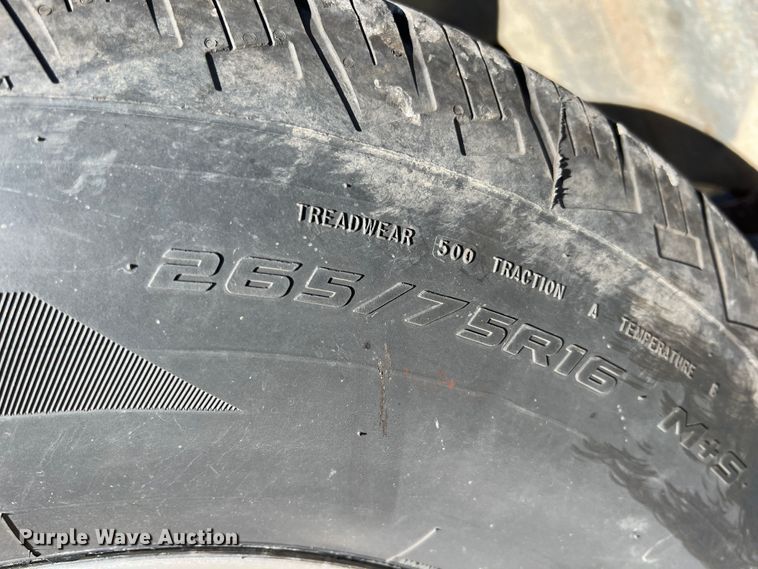 TREADWEAR 500 TRACTION A TEMPERATURE B
265/75R16 M+S
Purple Wave Auction